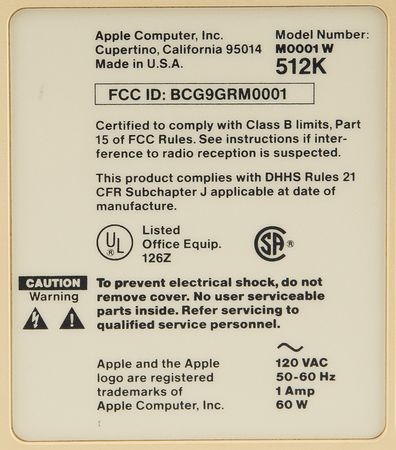 Apple Computer, Inc.
Cupertino, California 95014
Made in U.S.A.
Model Number:
M0001 W
512K
FCC ID: BCG9GRM0001
Certified to comply with Class B limits, Part
15 of FCC Rules. See instructions if inter-
ference to radio reception is suspected.
This product complies with DHHS Rules 21
CFR Subchapter J applicable at date of
manufacture.
UL ®
Listed
Office Equip.
126Z
SA ®
CAUTION
Warning
To prevent electrical shock, do not
remove cover. No user serviceable
parts inside. Refer servicing to
qualified service personnel.
Apple and the Apple
logo are registered
trademarks of
Apple Computer, Inc.
120 VAC
50-60 Hz
1 Amp
60 W